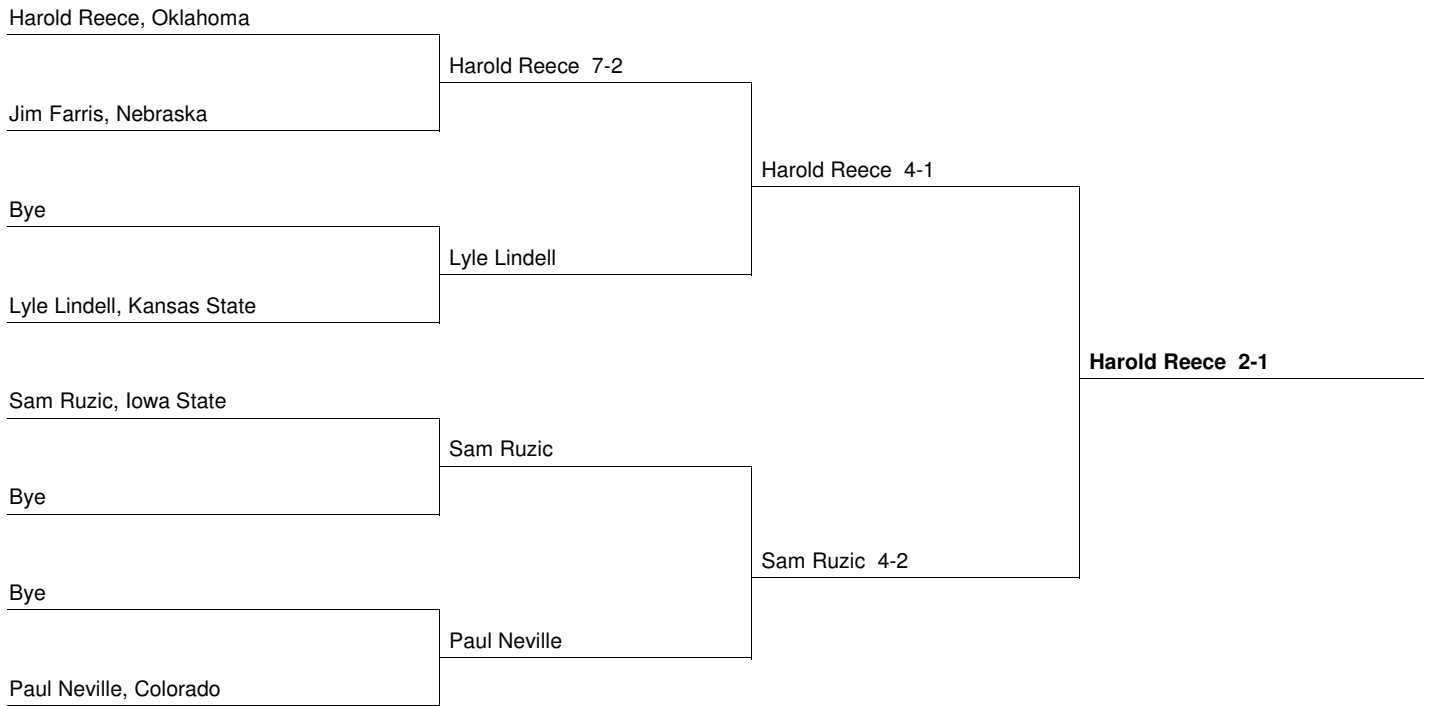 Harold Reece, Oklahoma
Harold Reece 7-2
Jim Farris, Nebraska
Harold Reece 4-1
Bye
Lyle Lindell
Lyle Lindell, Kansas State
Harold Reece 2-1
Sam Ruzic, Iowa State
Sam Ruzic
Bye
Sam Ruzic 4-2
Bye
Paul Neville
Paul Neville, Colorado